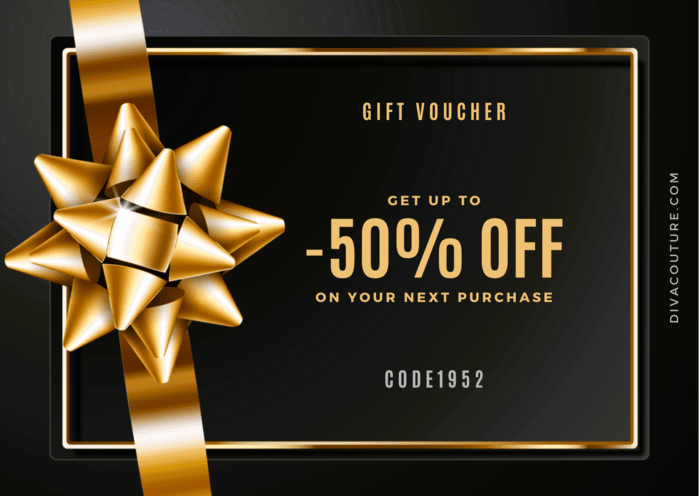 GIFT VOUCHER
GET UP TO
-50% OFF
ON YOUR NEXT PURCHASE
CODE1952
DIVACOUTURE.COM